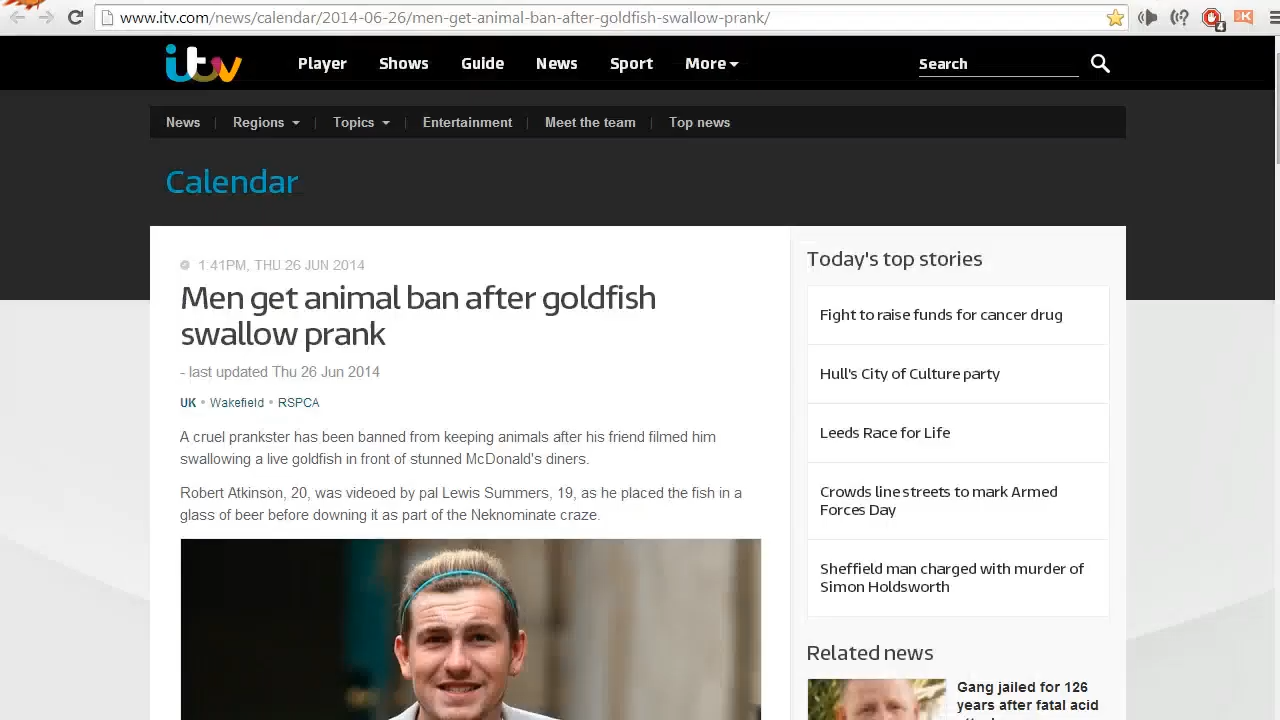 www.itv.com/news/calendar/2014-06-26/men-get-animal-ban-after-goldfish-swallow-prank/
4
K
itv
Player Shows Guide News Sport More
Search
News Regions Topics Entertainment Meet the team Top news
Calendar
1:41PM, THU 26 JUN 2014
Men get animal ban after goldfish
swallow prank
- last updated Thu 26 Jun 2014
UK • Wakefield • RSPCA
A cruel prankster has been banned from keeping animals after his friend filmed him
swallowing a live goldfish in front of stunned McDonald's diners.
Robert Atkinson, 20, was videoed by pal Lewis Summers, 19, as he placed the fish in a
glass of beer before downing it as part of the Neknominate craze.
Today's top stories
Fight to raise funds for cancer drug
Hull's City of Culture party
Leeds Race for Life
Crowds line streets to mark Armed
Forces Day
Sheffield man charged with murder of
Simon Holdsworth
Related news
Gang jailed for 126
years after fatal acid